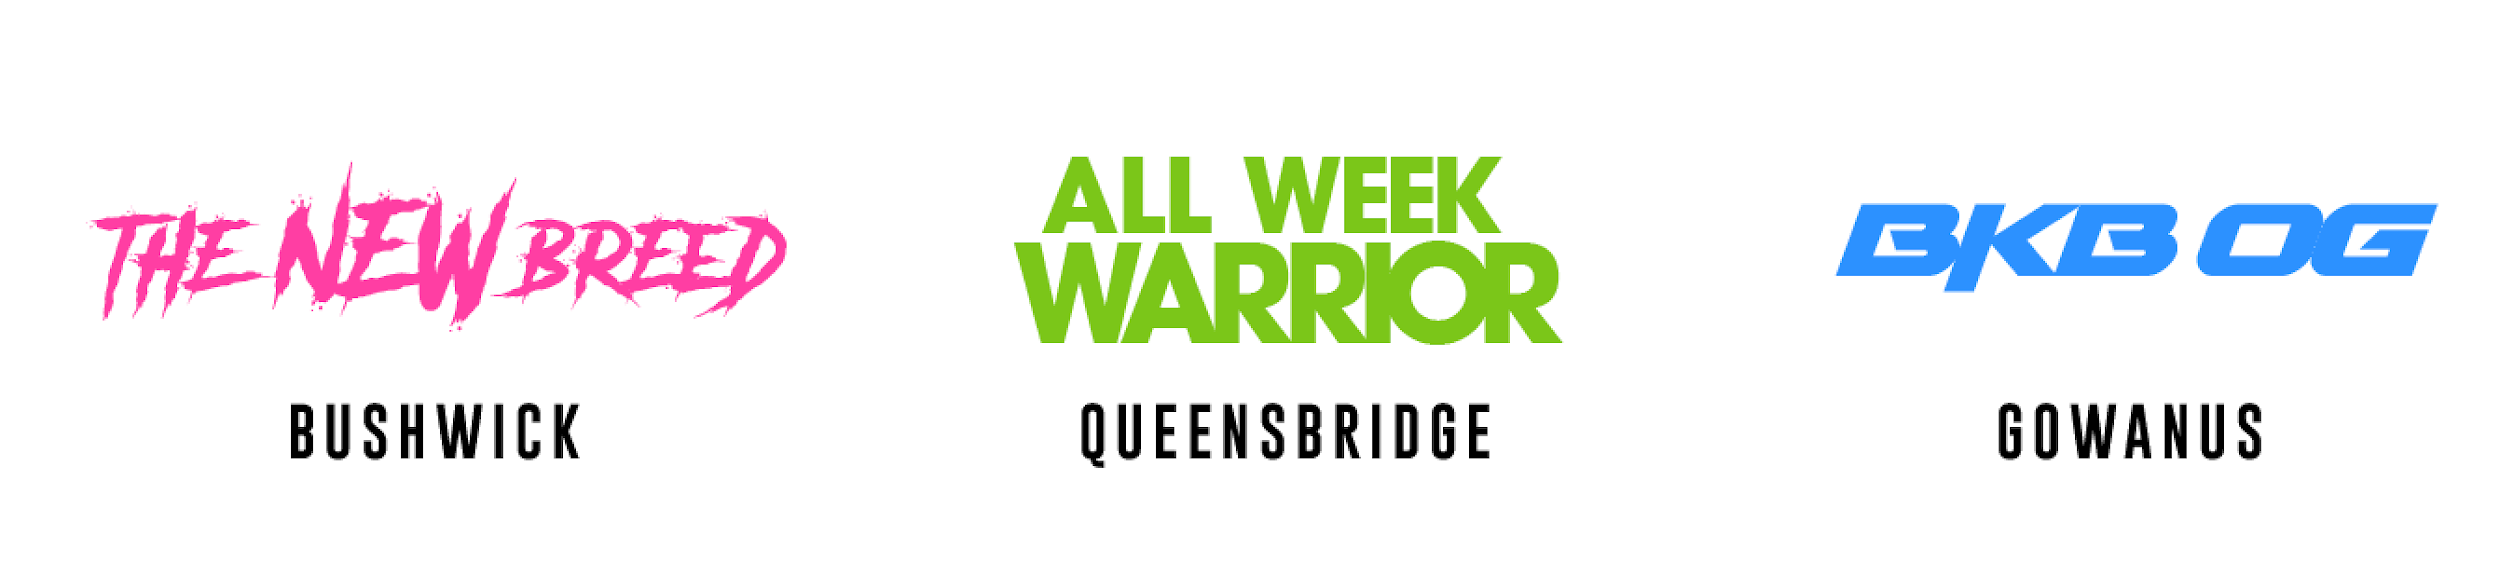 THE NEW BREED
BUSHWICK
ALL WEEK
WARRIOR
QUEENSBRIDGE
BKB OG
GOWANUS